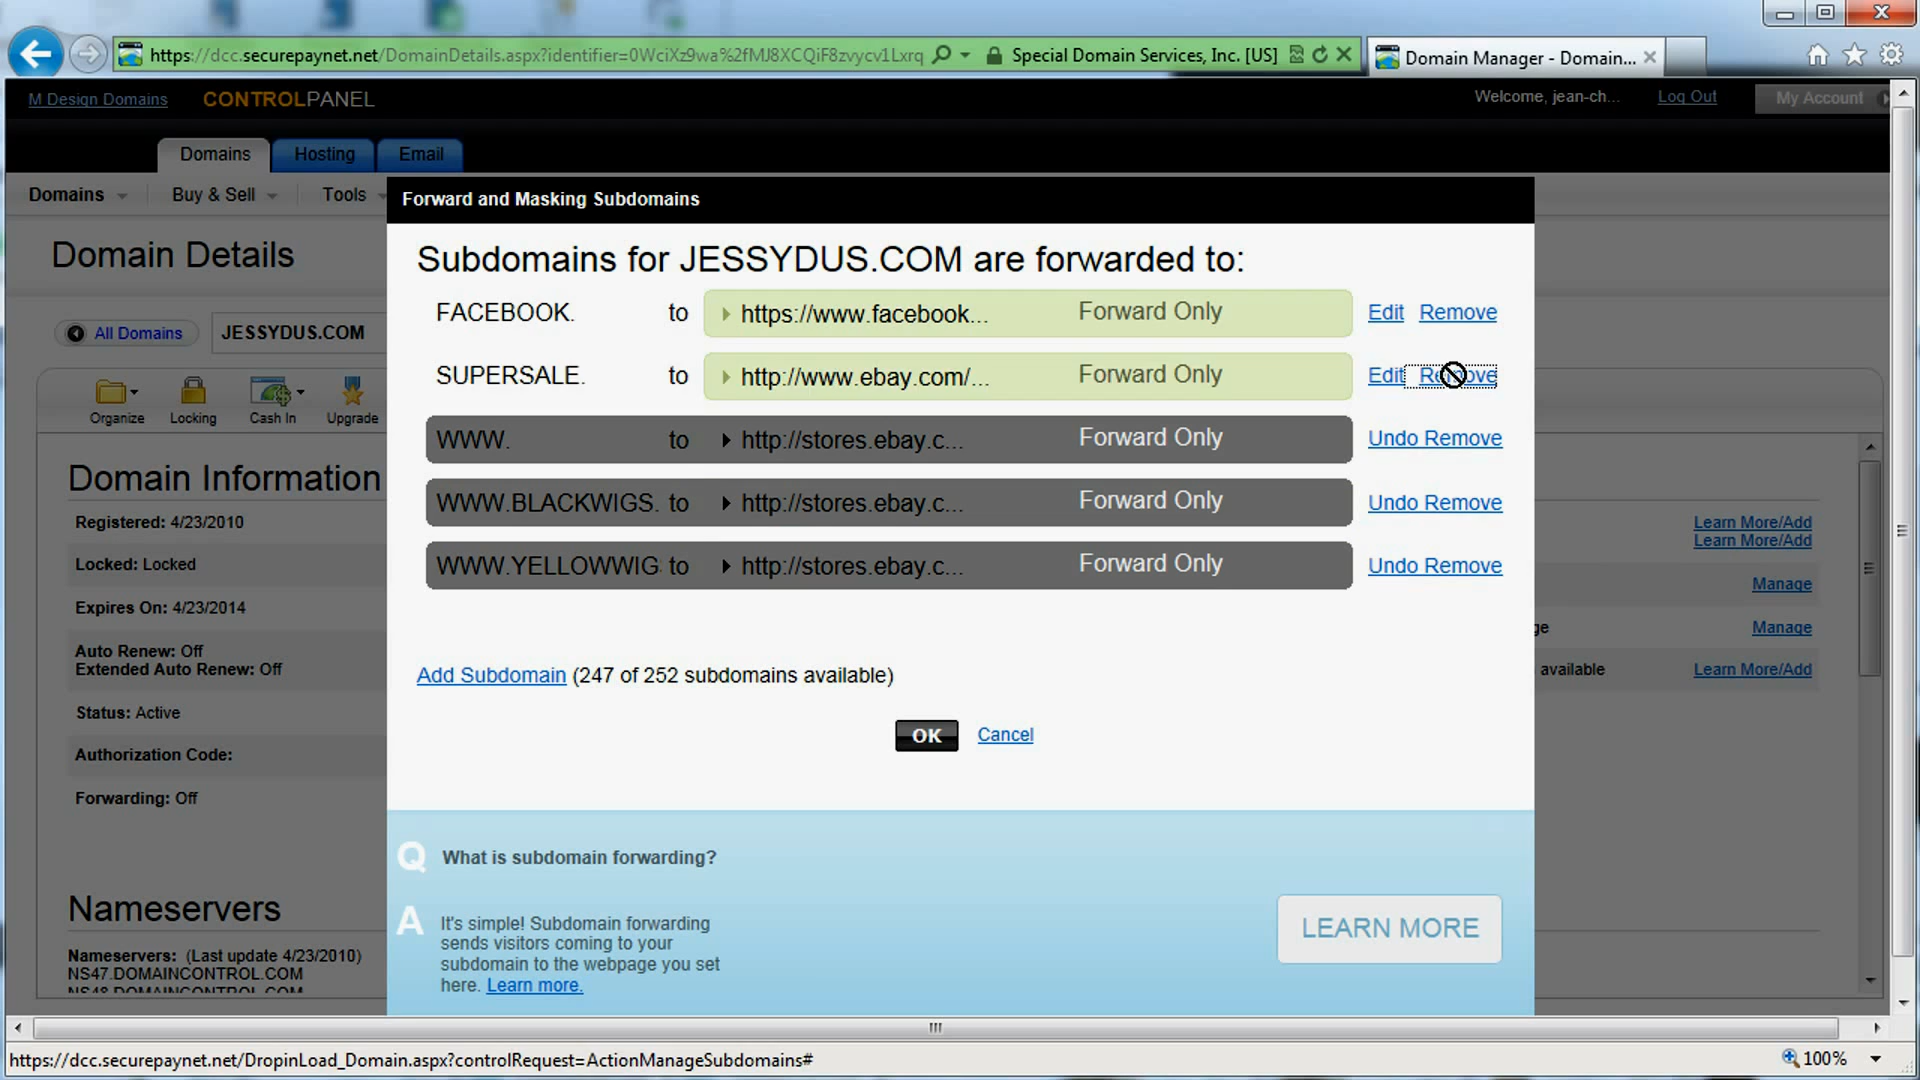 https://dcc.securepaynet.net/DomainDetails.aspx?identifier=0WciXz9wa%2fMJ8XCQiF8zvycv1Lxrq
Special Domain Services, Inc. [US]
Domain Manager - Domain...
M Design Domains
CONTROLPANEL
Welcome, jean-ch...
Log Out
My Account
Domains
Hosting
Email
Domains
Buy & Sell
Tools
Forward and Masking Subdomains
Domain Details
Subdomains for JESSYDUS.COM are forwarded to:
All Domains
JESSYDUS.COM
FACEBOOK. to https://www.facebook... Forward Only Edit Remove
SUPERSALE. to http://www.ebay.com/... Forward Only Edit Remove
Organize
Locking
Cash In
Upgrade
WWW. to http://stores.ebay.c... Forward Only Undo Remove
WWW.BLACKWIGS. to http://stores.ebay.c... Forward Only Undo Remove
WWW.YELLOWWIG to http://stores.ebay.c... Forward Only Undo Remove
Add Subdomain (247 of 252 subdomains available)
OK
Cancel
Domain Information
Registered: 4/23/2010
Locked: Locked
Expires On: 4/23/2014
Auto Renew: Off
Extended Auto Renew: Off
Status: Active
Authorization Code:
Forwarding: Off
Learn More/Add
Learn More/Add
Manage
ge
Manage
available
Learn More/Add
Nameservers
Nameservers: (Last update 4/23/2010)
NS47.DOMAINCONTROL.COM
NS48.DOMAINCONTROL.COM
Q What is subdomain forwarding?
A It's simple! Subdomain forwarding
sends visitors coming to your
subdomain to the webpage you set
here. Learn more.
LEARN MORE
https://dcc.securepaynet.net/DropinLoad_Domain.aspx?controlRequest=ActionManageSubdomains#
100%